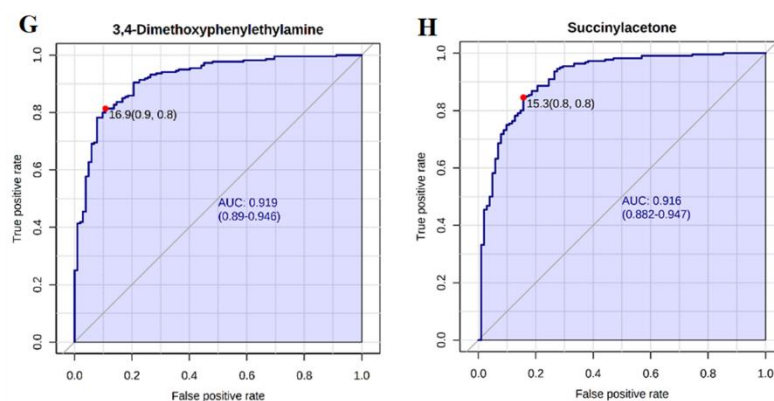 G
3,4-Dimethoxyphenylethylamine
1.0
0.8
0.6
0.4
0.2
0.0
True positive rate
16.9(0.9, 0.8)
AUC: 0.919
(0.89-0.946)
0.0
0.2
0.4
0.6
0.8
1.0
False positive rate
H
Succinylacetone
1.0
0.8
0.6
0.4
0.2
0.0
True positive rate
15.3(0.8, 0.8)
AUC: 0.916
(0.882-0.947)
0.0
0.2
0.4
0.6
0.8
1.0
False positive rate